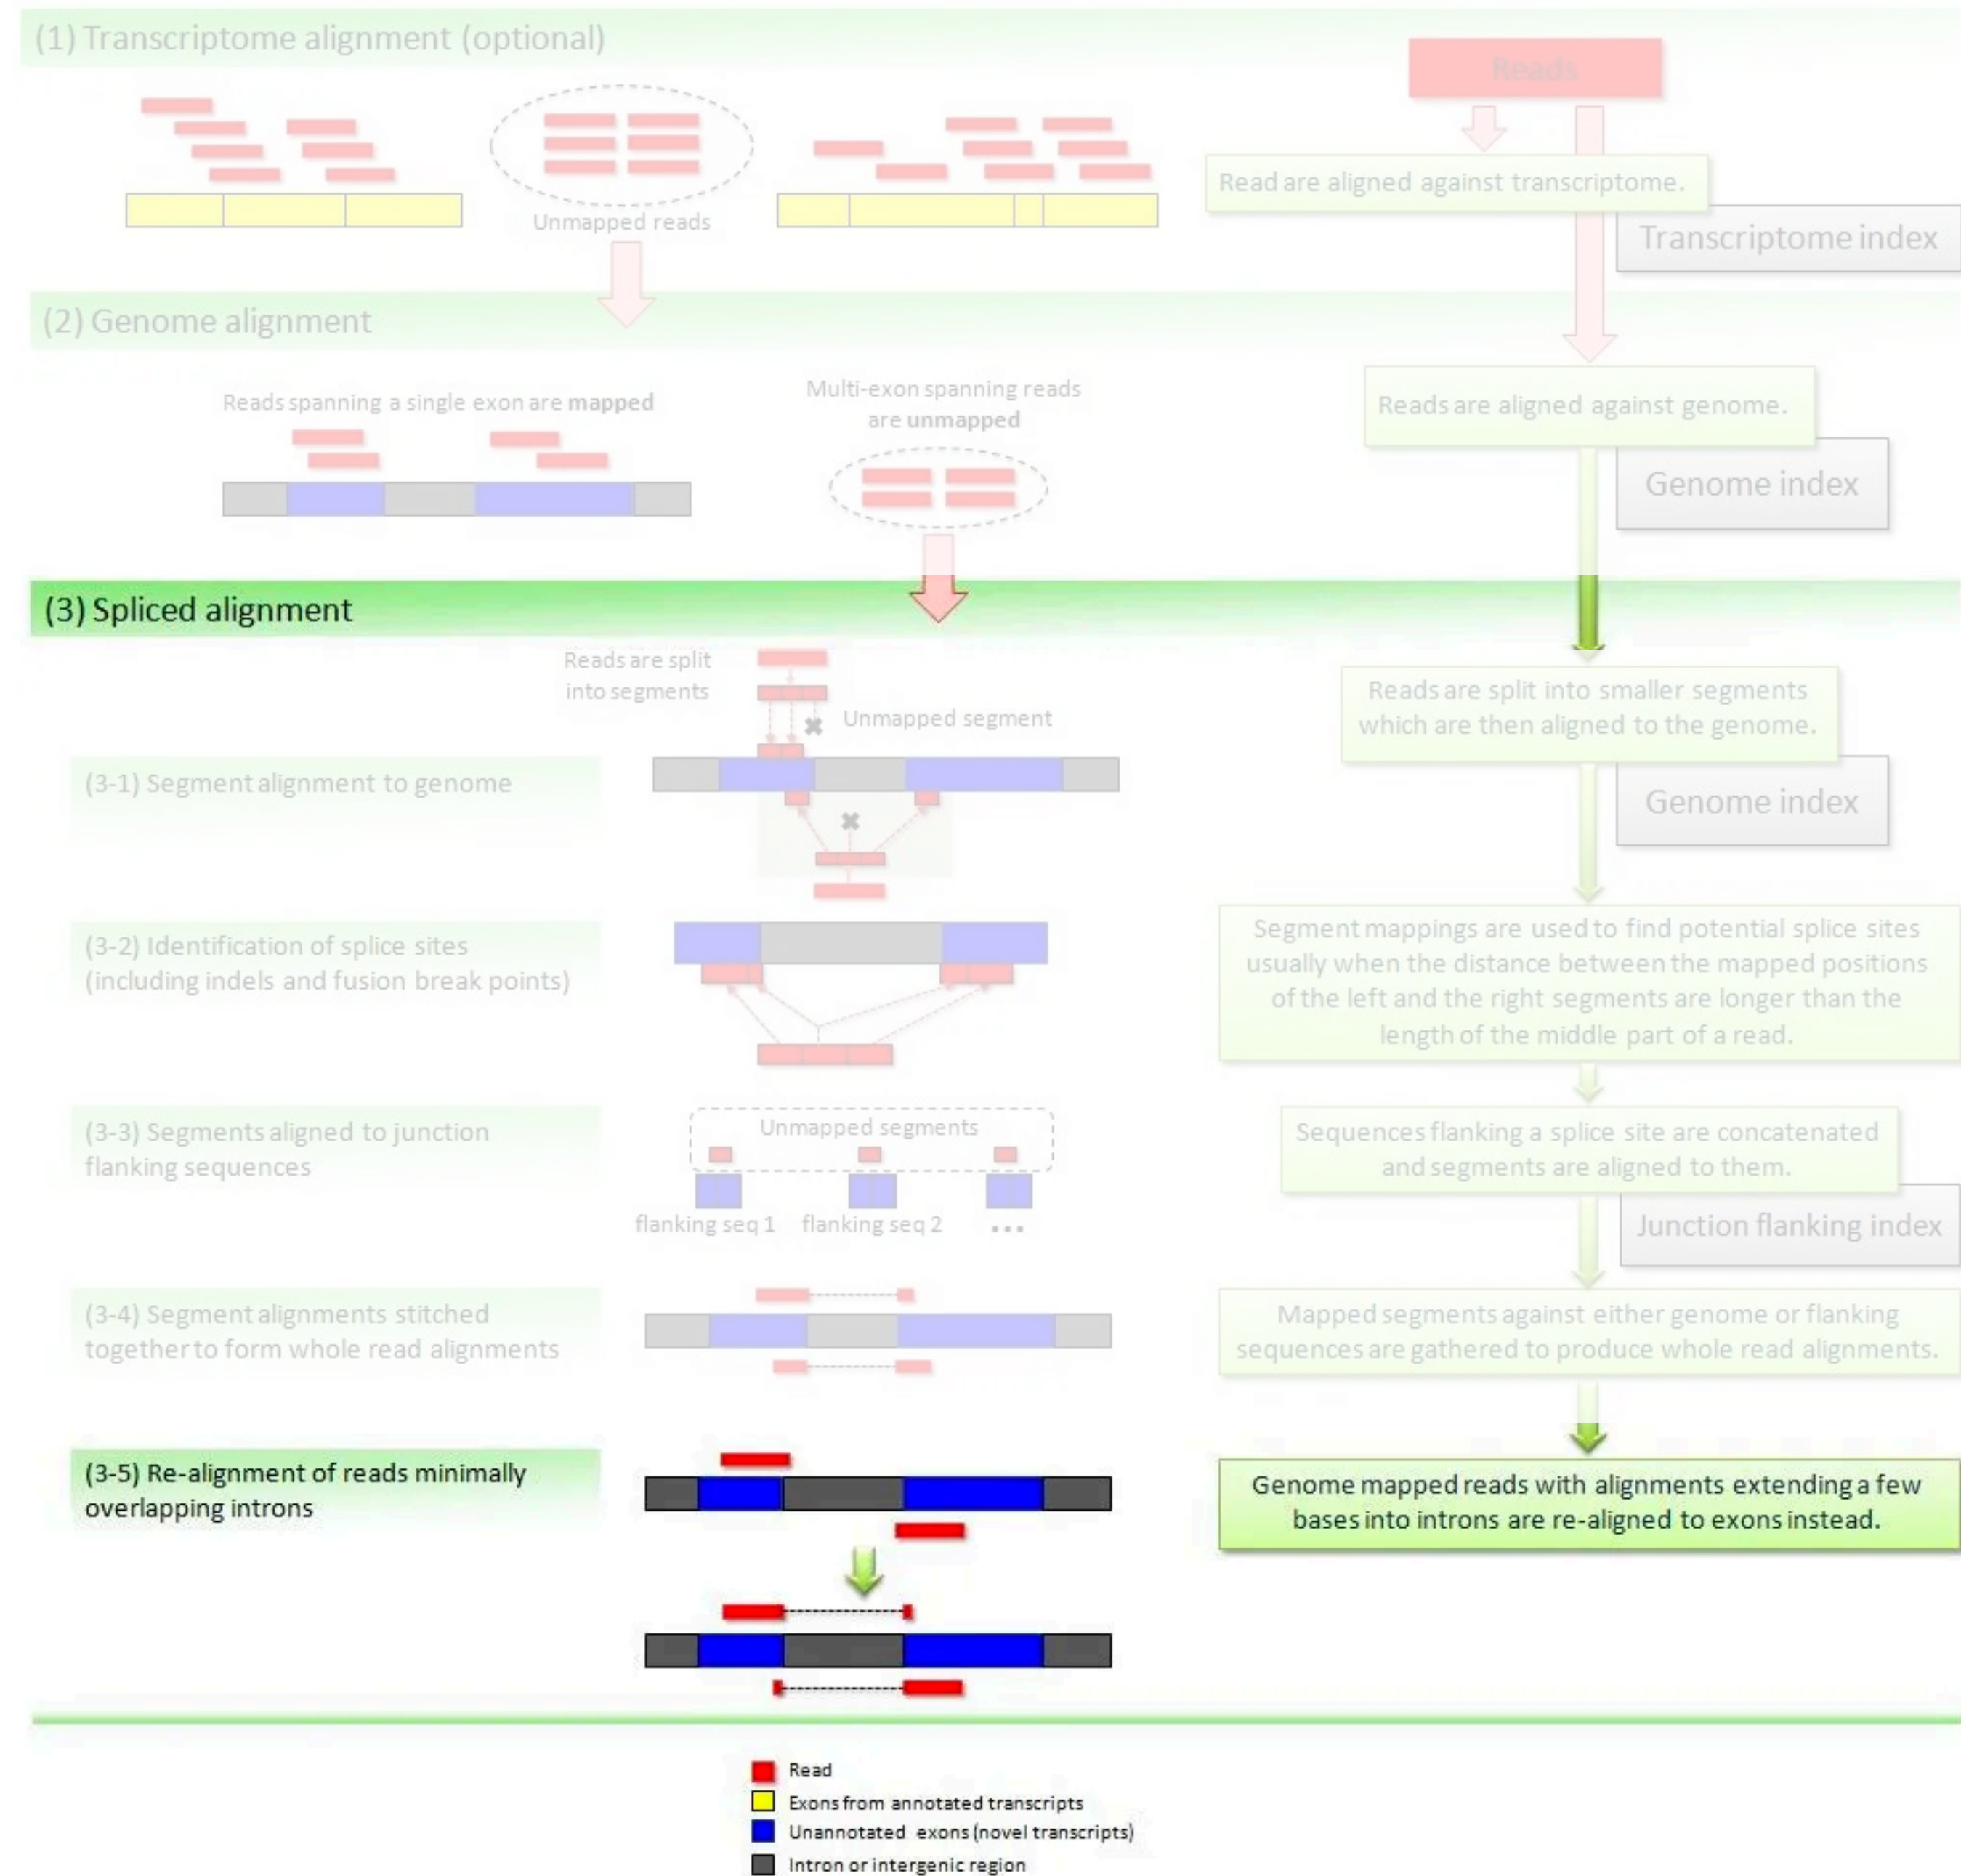 (1) Transcriptome alignment (optional)
Reads
Unmapped reads
Read are aligned against transcriptome.
Transcriptome index
(2) Genome alignment
Reads spanning a single exon are mapped
Multi-exon spanning reads
are unmapped
Reads are aligned against genome.
Genome index
(3) Spliced alignment
Reads are split
into segments
Unmapped segment
Reads are split into smaller segments
which are then aligned to the genome.
(3-1) Segment alignment to genome
Genome index
(3-2) Identification of splice sites
(including indels and fusion break points)
Segment mappings are used to find potential splice sites
usually when the distance between the mapped positions
of the left and the right segments are longer than the
length of the middle part of a read.
(3-3) Segments aligned to junction
flanking sequences
Unmapped segments
flanking seq 1
flanking seq 2
...
Sequences flanking a splice site are concatenated
and segments are aligned to them.
Junction flanking index
(3-4) Segment alignments stitched
together to form whole read alignments
Mapped segments against either genome or flanking
sequences are gathered to produce whole read alignments.
(3-5) Re-alignment of reads minimally
overlapping introns
Genome mapped reads with alignments extending a few
bases into introns are re-aligned to exons instead.
Read
Exons from annotated transcripts
Unannotated exons (novel transcripts)
Intron or intergenic region